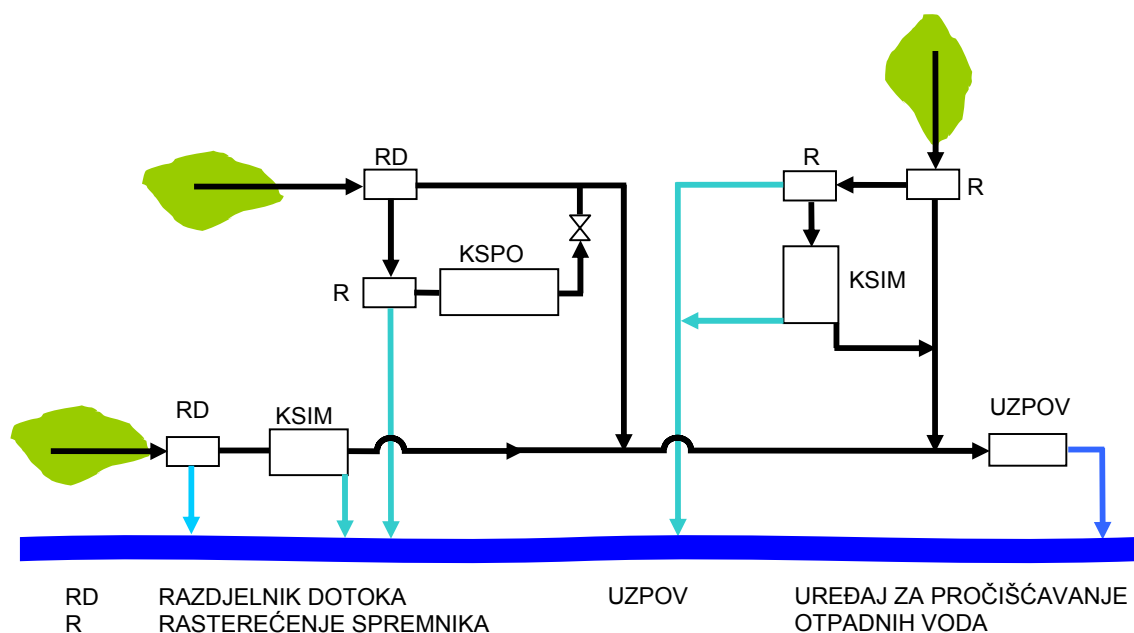 R
RD
R
KSPO
KSIM
R
RD
KSIM
UZPOV
RD RAZDJELNIK DOTOKA UZPOV UREĐAJ ZA PROČIŠĆAVANJE
R RASTEREĆENJE SPREMNIKA OTPADNIH VODA